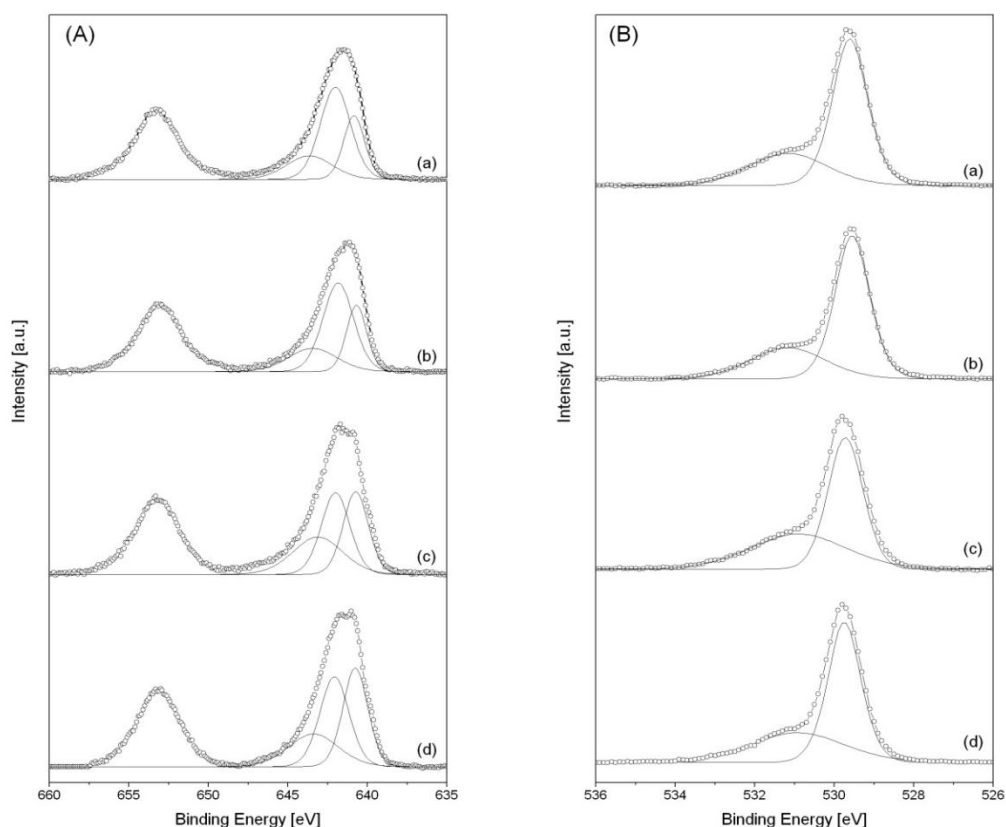 (A)
(a)
(b)
(c)
(d)
Intensity [a.u.]
660 655 650 645 640 635
Binding Energy [eV]
(B)
(a)
(b)
(c)
(d)
Intensity [a.u.]
536 534 532 530 528 526
Binding Energy [eV]